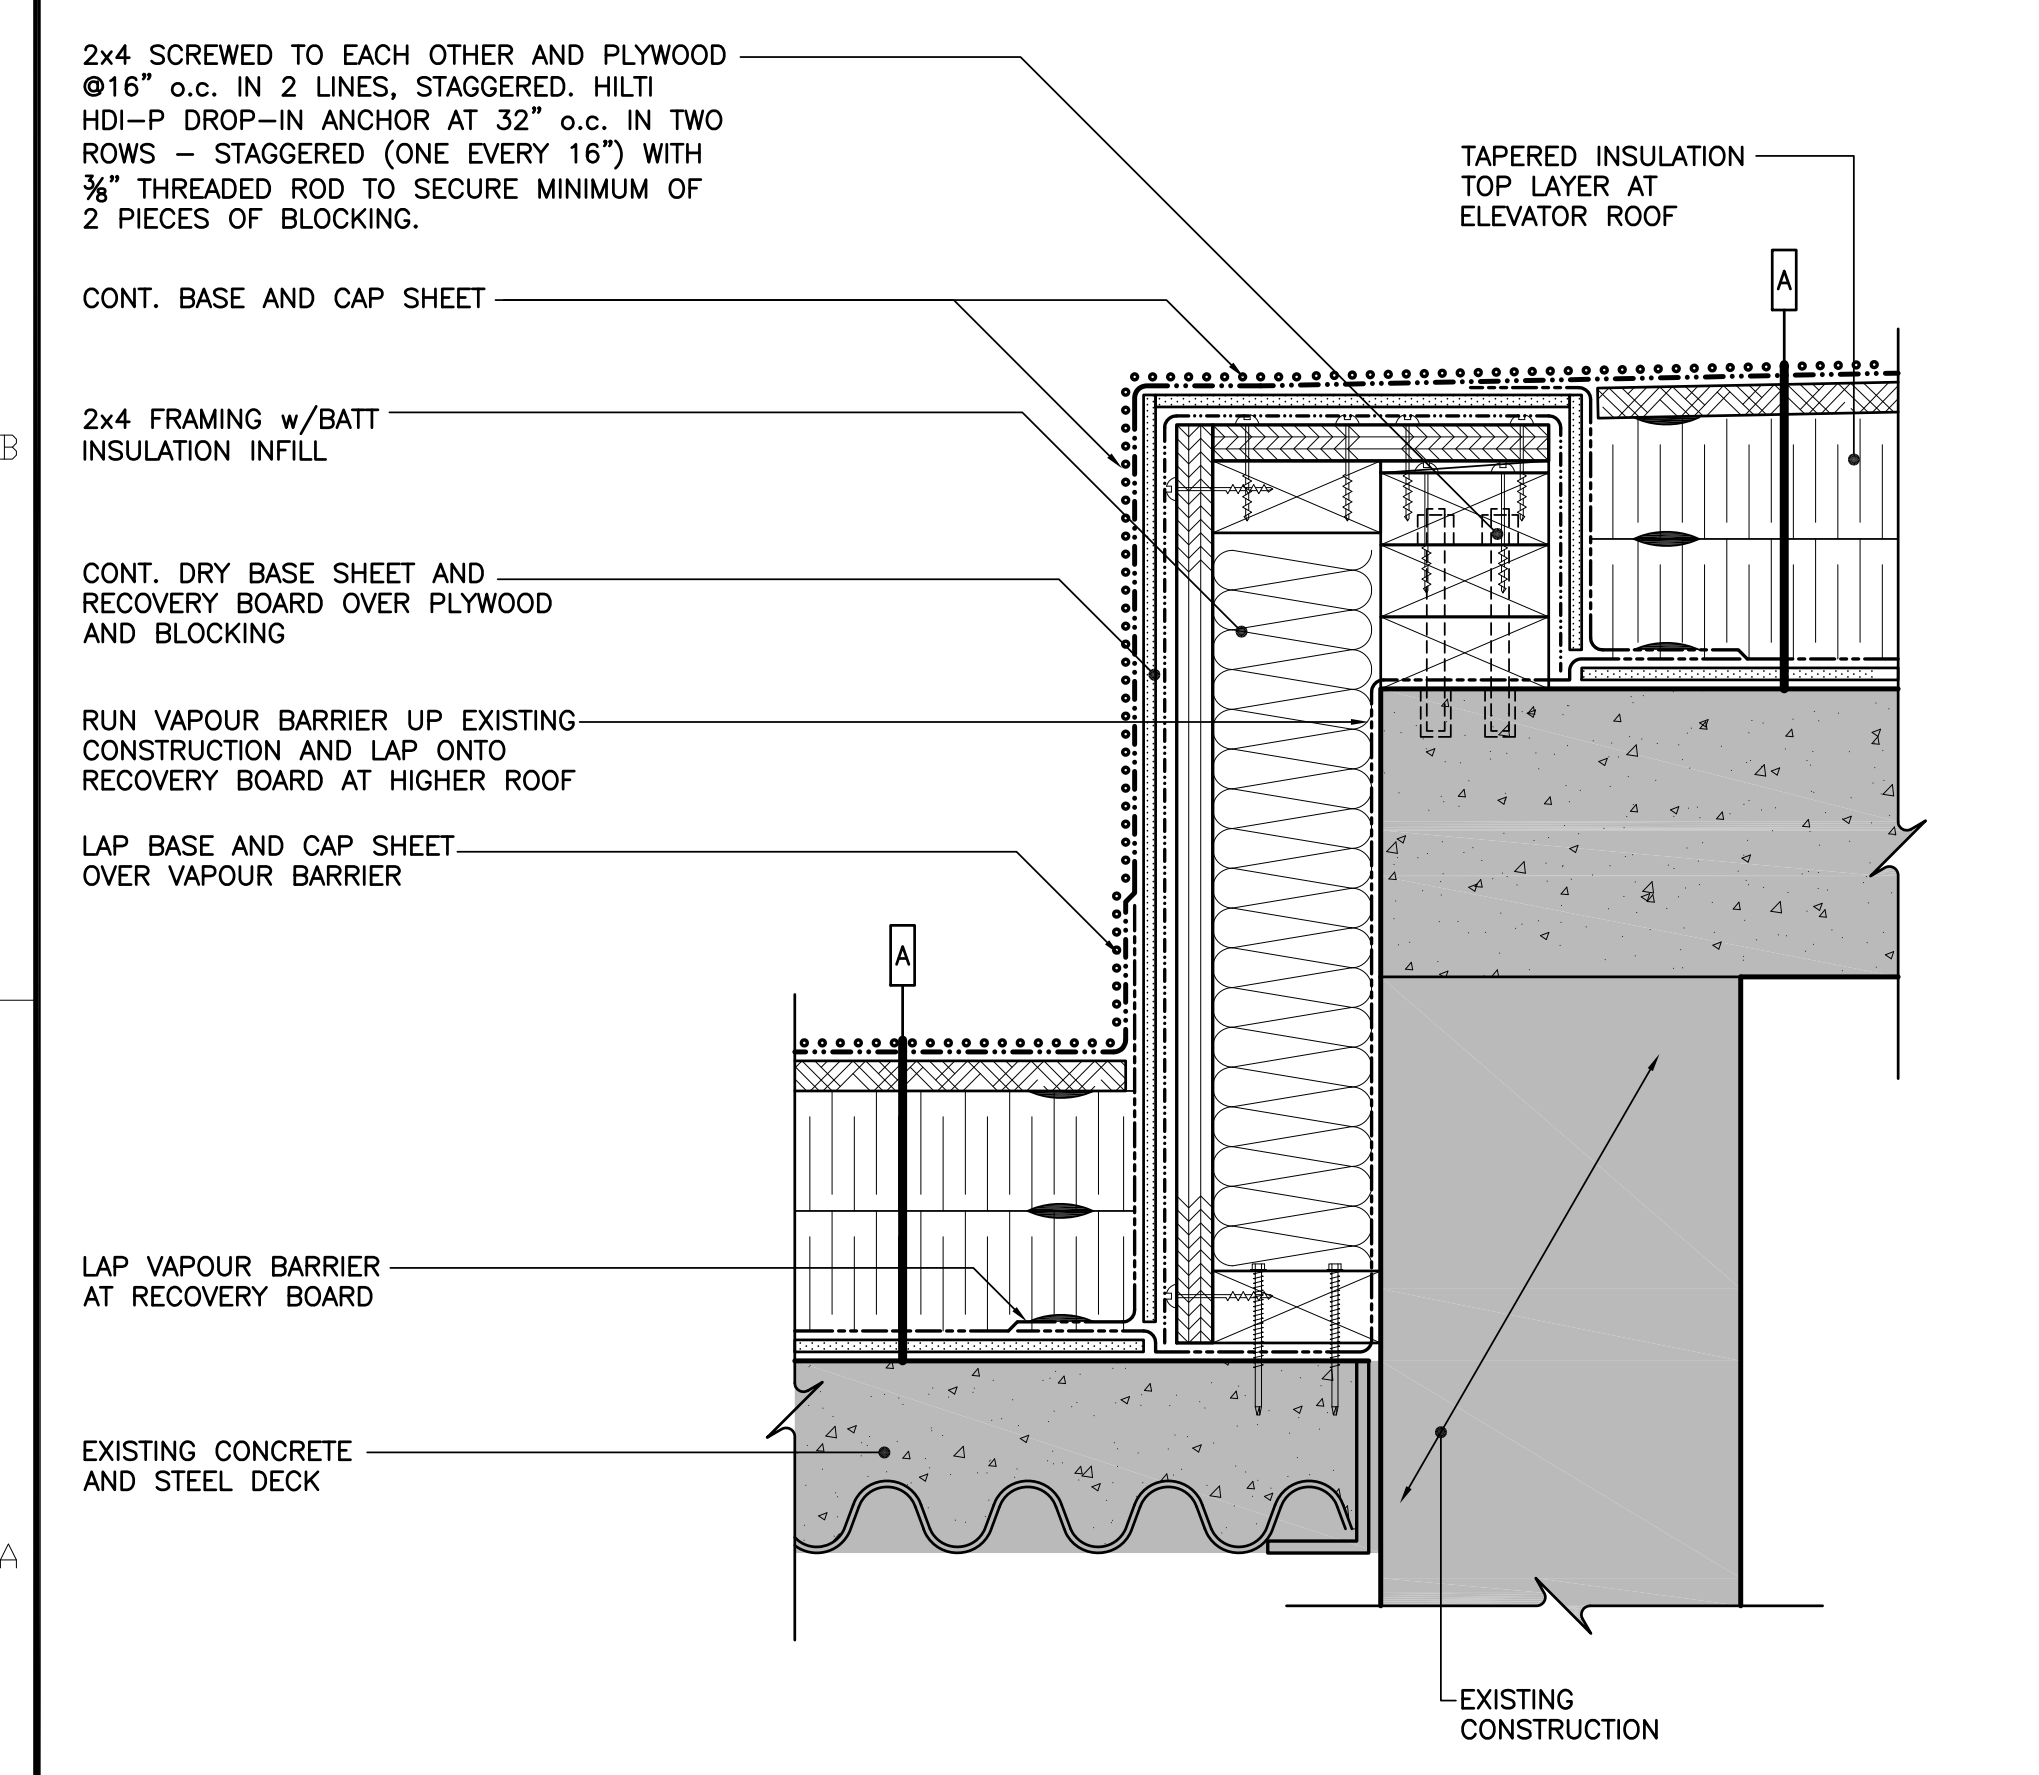 2x4 SCREWED TO EACH OTHER AND PLYWOOD
@16" o.c. IN 2 LINES, STAGGERED. HILTI
HDI-P DROP-IN ANCHOR AT 32" o.c. IN TWO
ROWS - STAGGERED (ONE EVERY 16") WITH
⅜" THREADED ROD TO SECURE MINIMUM OF
2 PIECES OF BLOCKING.
TAPERED INSULATION
TOP LAYER AT
ELEVATOR ROOF
A
CONT. BASE AND CAP SHEET
2x4 FRAMING w/BATT
INSULATION INFILL
B
CONT. DRY BASE SHEET AND
RECOVERY BOARD OVER PLYWOOD
AND BLOCKING
RUN VAPOUR BARRIER UP EXISTING
CONSTRUCTION AND LAP ONTO
RECOVERY BOARD AT HIGHER ROOF
LAP BASE AND CAP SHEET
OVER VAPOUR BARRIER
A
LAP VAPOUR BARRIER
AT RECOVERY BOARD
EXISTING CONCRETE
AND STEEL DECK
A
EXISTING
CONSTRUCTION